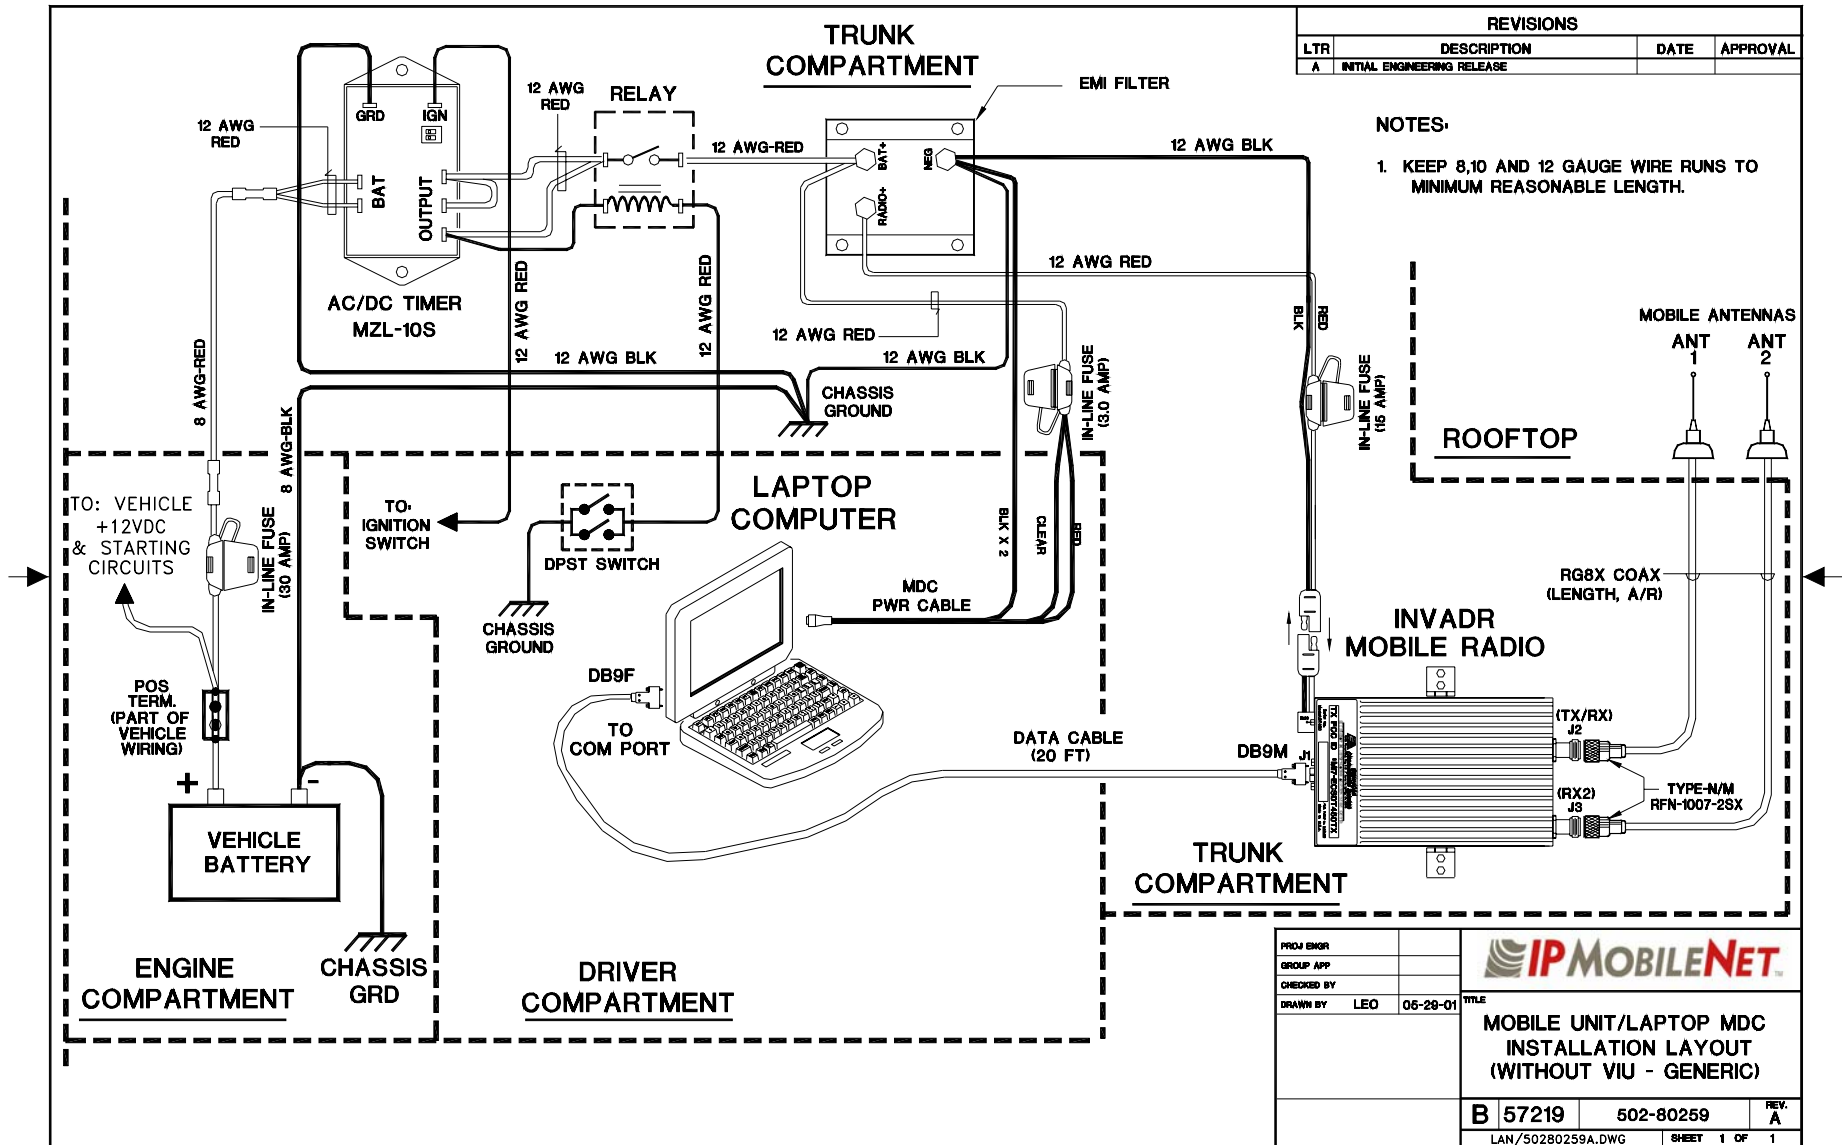 TRUNK
COMPARTMENT
REVISIONS
LTR DESCRIPTION DATE APPROVAL
A INITIAL ENGINEERING RELEASE
NOTES:
1. KEEP 8,10 AND 12 GAUGE WIRE RUNS TO
MINIMUM REASONABLE LENGTH.
12 AWG
RED
GRD
IGN
BAT
OUTPUT
AC/DC TIMER
MZL-10S
12 AWG
RED
RELAY
12 AWG-RED
EMI FILTER
BAT+
NEG
RADIO+
12 AWG BLK
12 AWG RED
12 AWG RED
12 AWG RED
12 AWG RED
12 AWG BLK
12 AWG BLK
CHASSIS
GROUND
8 AWG-RED
8 AWG-BLK
IN-LINE FUSE
(3.0 AMP)
BLK
RED
IN-LINE FUSE
(15 AMP)
MOBILE ANTENNAS
ANT
1
ANT
2
ROOFTOP
TO: VEHICLE
+12VDC
& STARTING
CIRCUITS
IN-LINE FUSE
(30 AMP)
TO:
IGNITION
SWITCH
DPST SWITCH
CHASSIS
GROUND
LAPTOP
COMPUTER
BLK X 2
CLEAR
RED
MDC
PWR CABLE
RG8X COAX
(LENGTH, A/R)
INVADR
MOBILE RADIO
POS
TERM.
(PART OF
VEHICLE
WIRING)
+
-
VEHICLE
BATTERY
DB9F
TO
COM PORT
DATA CABLE
(20 FT)
DB9M
J1
(TX/RX)
J2
(RX2)
J3
TYPE-N/M
RFN-1007-2SX
TRUNK
COMPARTMENT
ENGINE
COMPARTMENT
CHASSIS
GRD
DRIVER
COMPARTMENT
PROJ ENGR
GROUP APP
CHECKED BY
DRAWN BY LEO 05-29-01
IPMOBILENET
TM
TITLE
MOBILE UNIT/LAPTOP MDC
INSTALLATION LAYOUT
(WITHOUT VIU - GENERIC)
B 57219 502-80259 REV. A
LAN/50280259A.DWG SHEET 1 OF 1